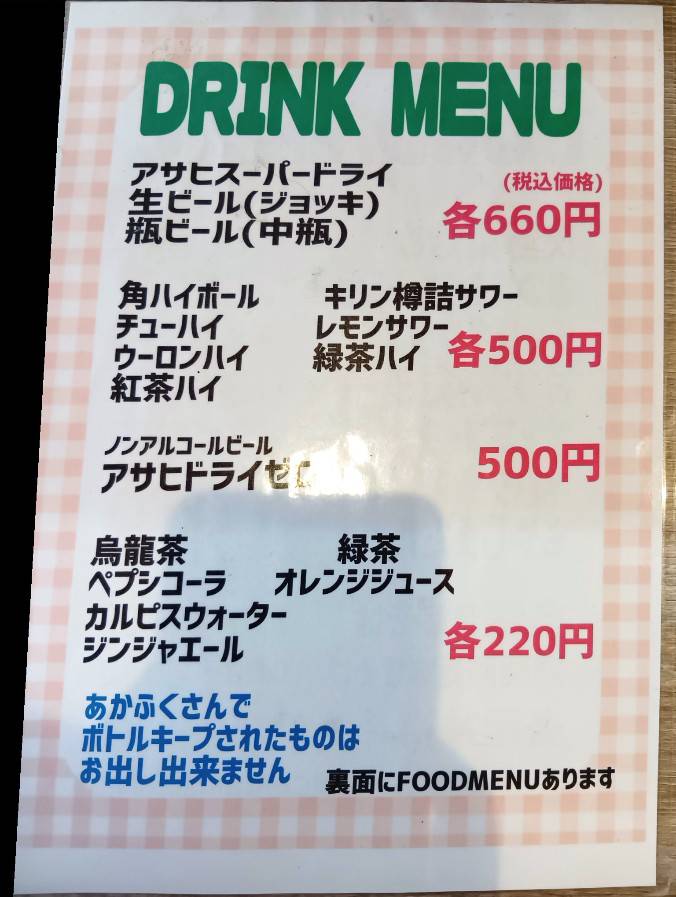 DRINK MENU
アサヒスーパードライ
(税込価格)
生ビール(ジョッキ)
瓶ビール(中瓶)
各660円
角ハイボール キリン樽詰サワー
チューハイ レモンサワー
ウーロンハイ 緑茶ハイ 各500円
紅茶ハイ
ノンアルコールビール
アサヒドライゼロ 500円
烏龍茶 緑茶
ペプシコーラ オレンジジュース
カルピスウォーター
ジンジャエール 各220円
あかふくさんで
ボトルキープされたものは
お出し出来ません
裏面にFOODMENUあります